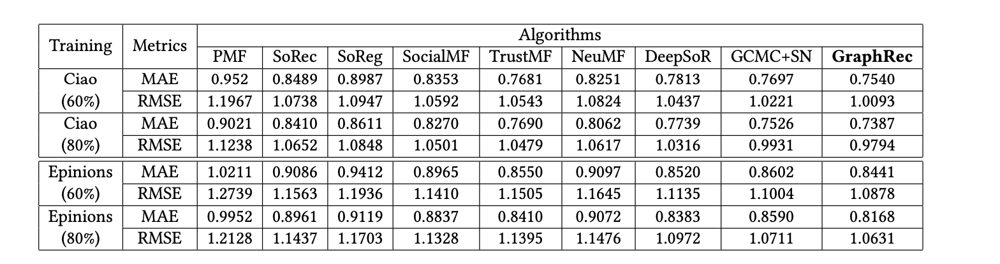 Training Metrics Algorithms
PMF SoRec SoReg SocialMF TrustMF NeuMF DeepSoR GCMC+SN GraphRec
Ciao (60%) MAE 0.952 0.8489 0.8987 0.8353 0.7681 0.8251 0.7813 0.7697 0.7540
RMSE 1.1967 1.0738 1.0947 1.0592 1.0543 1.0824 1.0437 1.0221 1.0093
Ciao (80%) MAE 0.9021 0.8410 0.8611 0.8270 0.7690 0.8062 0.7739 0.7526 0.7387
RMSE 1.1238 1.0652 1.0848 1.0501 1.0479 1.0617 1.0316 0.9931 0.9794
Epinions (60%) MAE 1.0211 0.9086 0.9412 0.8965 0.8550 0.9097 0.8520 0.8602 0.8441
RMSE 1.2739 1.1563 1.1936 1.1410 1.1505 1.1645 1.1135 1.1004 1.0878
Epinions (80%) MAE 0.9952 0.8961 0.9119 0.8837 0.8410 0.9072 0.8383 0.8590 0.8168
RMSE 1.2128 1.1437 1.1703 1.1328 1.1395 1.1476 1.0972 1.0711 1.0631